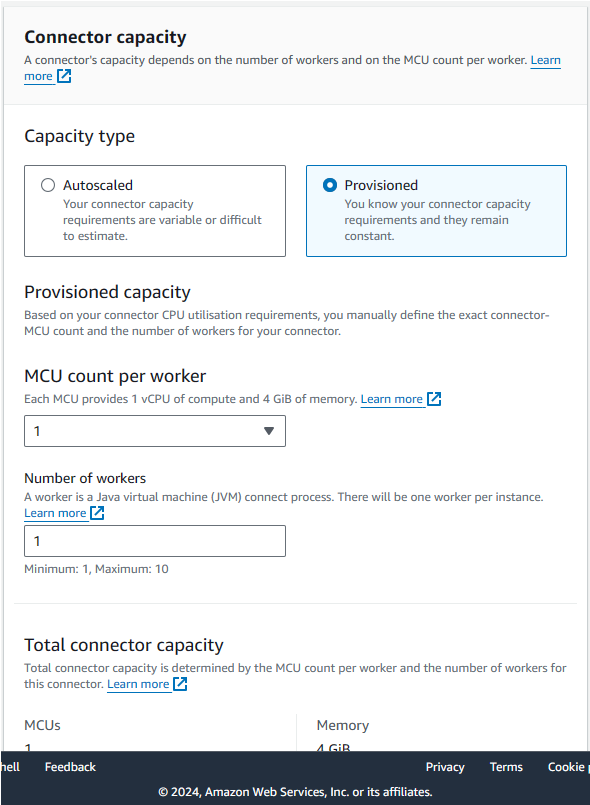 Connector capacity
A connector's capacity depends on the number of workers and on the MCU count per worker. Learn
more
Capacity type
Autoscaled
Your connector capacity
requirements are variable or difficult
to estimate.
Provisioned
You know your connector capacity
requirements and they remain
constant.
Provisioned capacity
Based on your connector CPU utilisation requirements, you manually define the exact connector-
MCU count and the number of workers for your connector.
MCU count per worker
Each MCU provides 1 vCPU of compute and 4 GiB of memory. Learn more
1
Number of workers
A worker is a Java virtual machine (JVM) connect process. There will be one worker per instance.
Learn more
1
Minimum: 1, Maximum: 10
Total connector capacity
Total connector capacity is determined by the MCU count per worker and the number of workers for
this connector. Learn more
MCUs
1
Memory
4 GiB
hell Feedback Privacy Terms Cookie
© 2024, Amazon Web Services, Inc. or its affiliates.